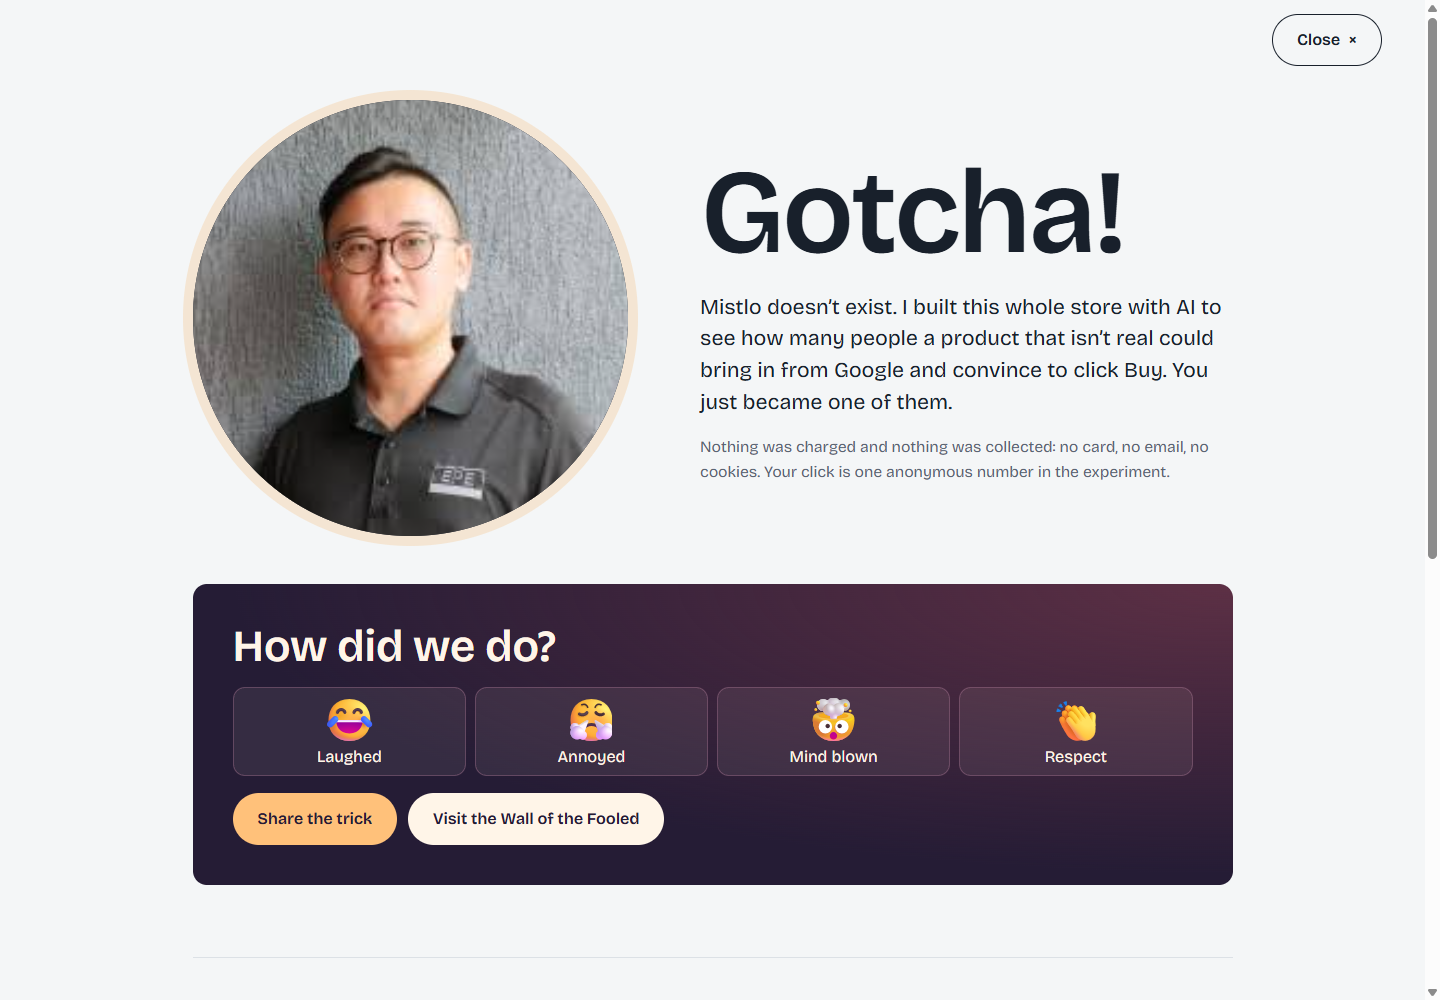 Close ×
Gotcha!
Mistlo doesn’t exist. I built this whole store with AI to
see how many people a product that isn’t real could
bring in from Google and convince to click Buy. You
just became one of them.
Nothing was charged and nothing was collected: no card, no email, no
cookies. Your click is one anonymous number in the experiment.
EPE
How did we do?
Laughed
Annoyed
Mind blown
Respect
Share the trick
Visit the Wall of the Fooled